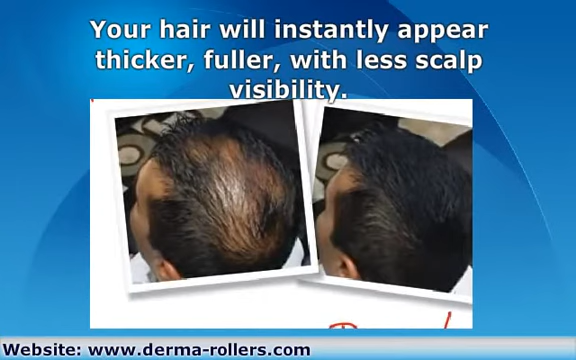 Your hair will instantly appear
thicker, fuller, with less scalp
visibility.
Website: www.derma-rollers.com